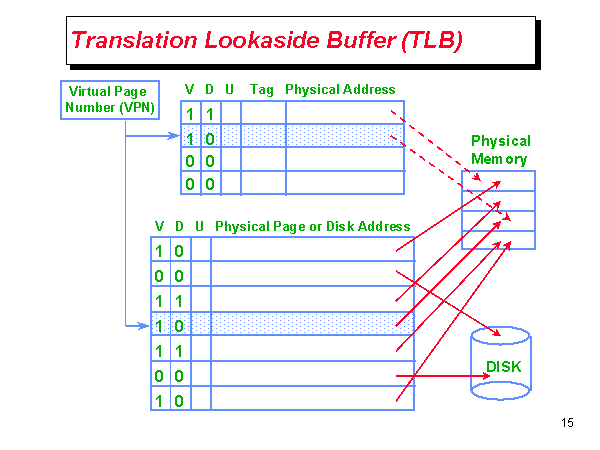 Translation Lookaside Buffer (TLB)
Virtual Page
Number (VPN)
V D U Tag Physical Address
1 1
1 0
0 0
0 0
Physical
Memory
V D U Physical Page or Disk Address
1 0
0 0
1 1
1 0
1 1
0 0
1 0
DISK
15